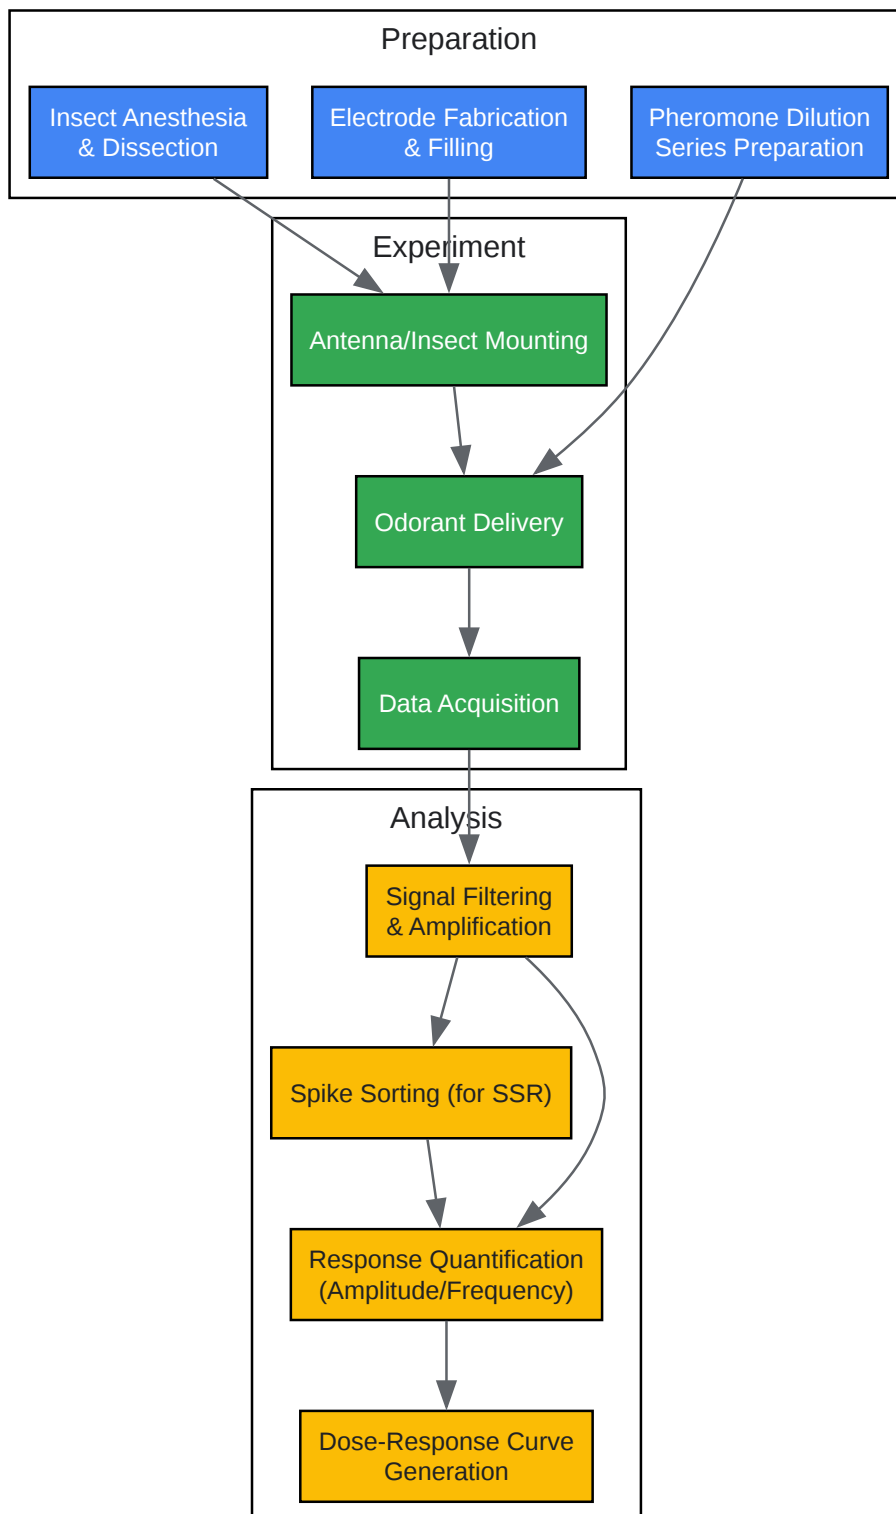 Preparation
Insect Anesthesia
& Dissection
Electrode Fabrication
& Filling
Pheromone Dilution
Series Preparation
Experiment
Antenna/Insect Mounting
Odorant Delivery
Data Acquisition
Analysis
Signal Filtering
& Amplification
Spike Sorting (for SSR)
Response Quantification
(Amplitude/Frequency)
Dose-Response Curve
Generation